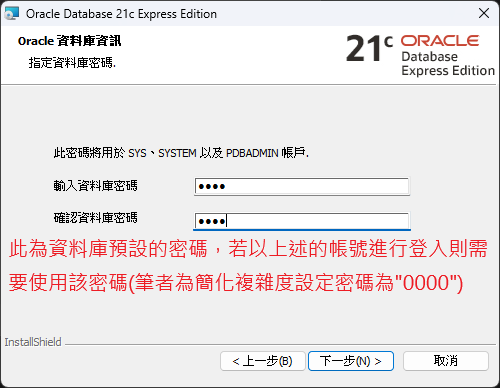 Oracle Database 21c Express Edition
Oracle 資料庫資訊
指定資料庫密碼.
21c ORACLE
Database
Express Edition
此密碼將用於 SYS、SYSTEM 以及 PDBADMIN 帳戶.
輸入資料庫密碼
確認資料庫密碼
此為資料庫預設的密碼，若以上述的帳號進行登入則需
要使用該密碼(筆者為簡化複雜度設定密碼為"0000")
InstallShield
< 上一步(B)
下一步(N) >
取消